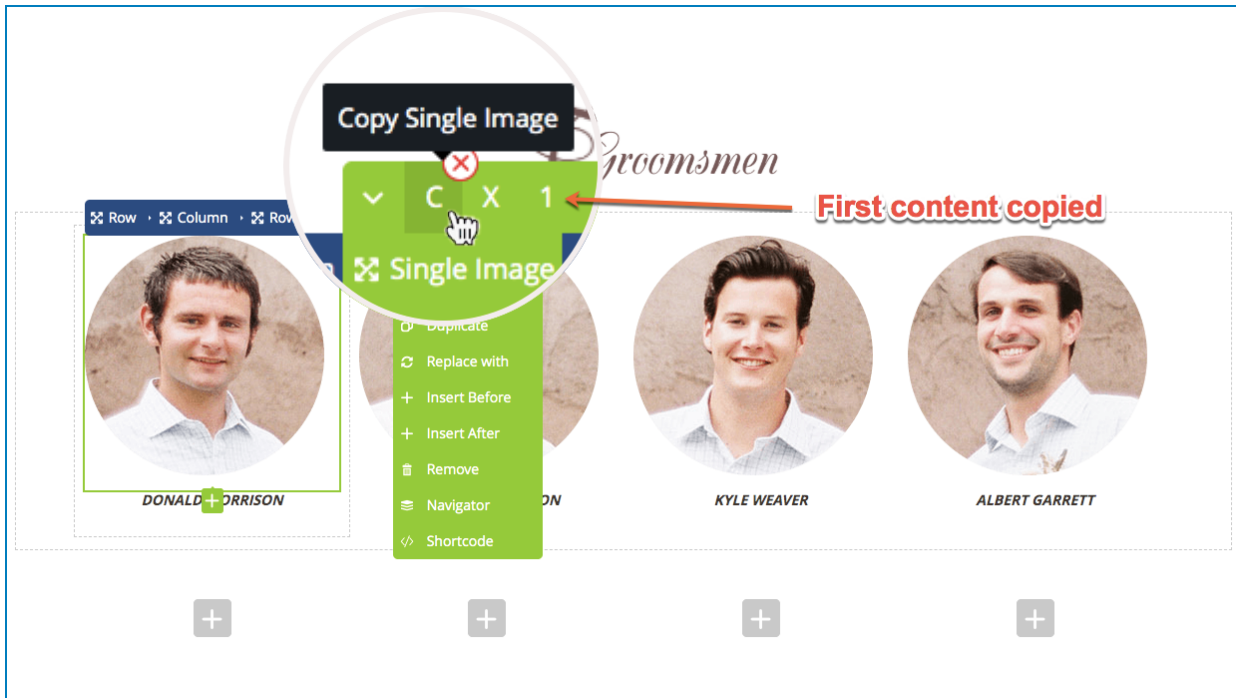 Copy Single Image
Groomsmen
C X 1
First content copied
Row Column Row
Single Image
Duplicate
Replace with
Insert Before
Insert After
Remove
Navigator
Shortcode
DONALD
KYLE WEAVER
ALBERT GARRETT